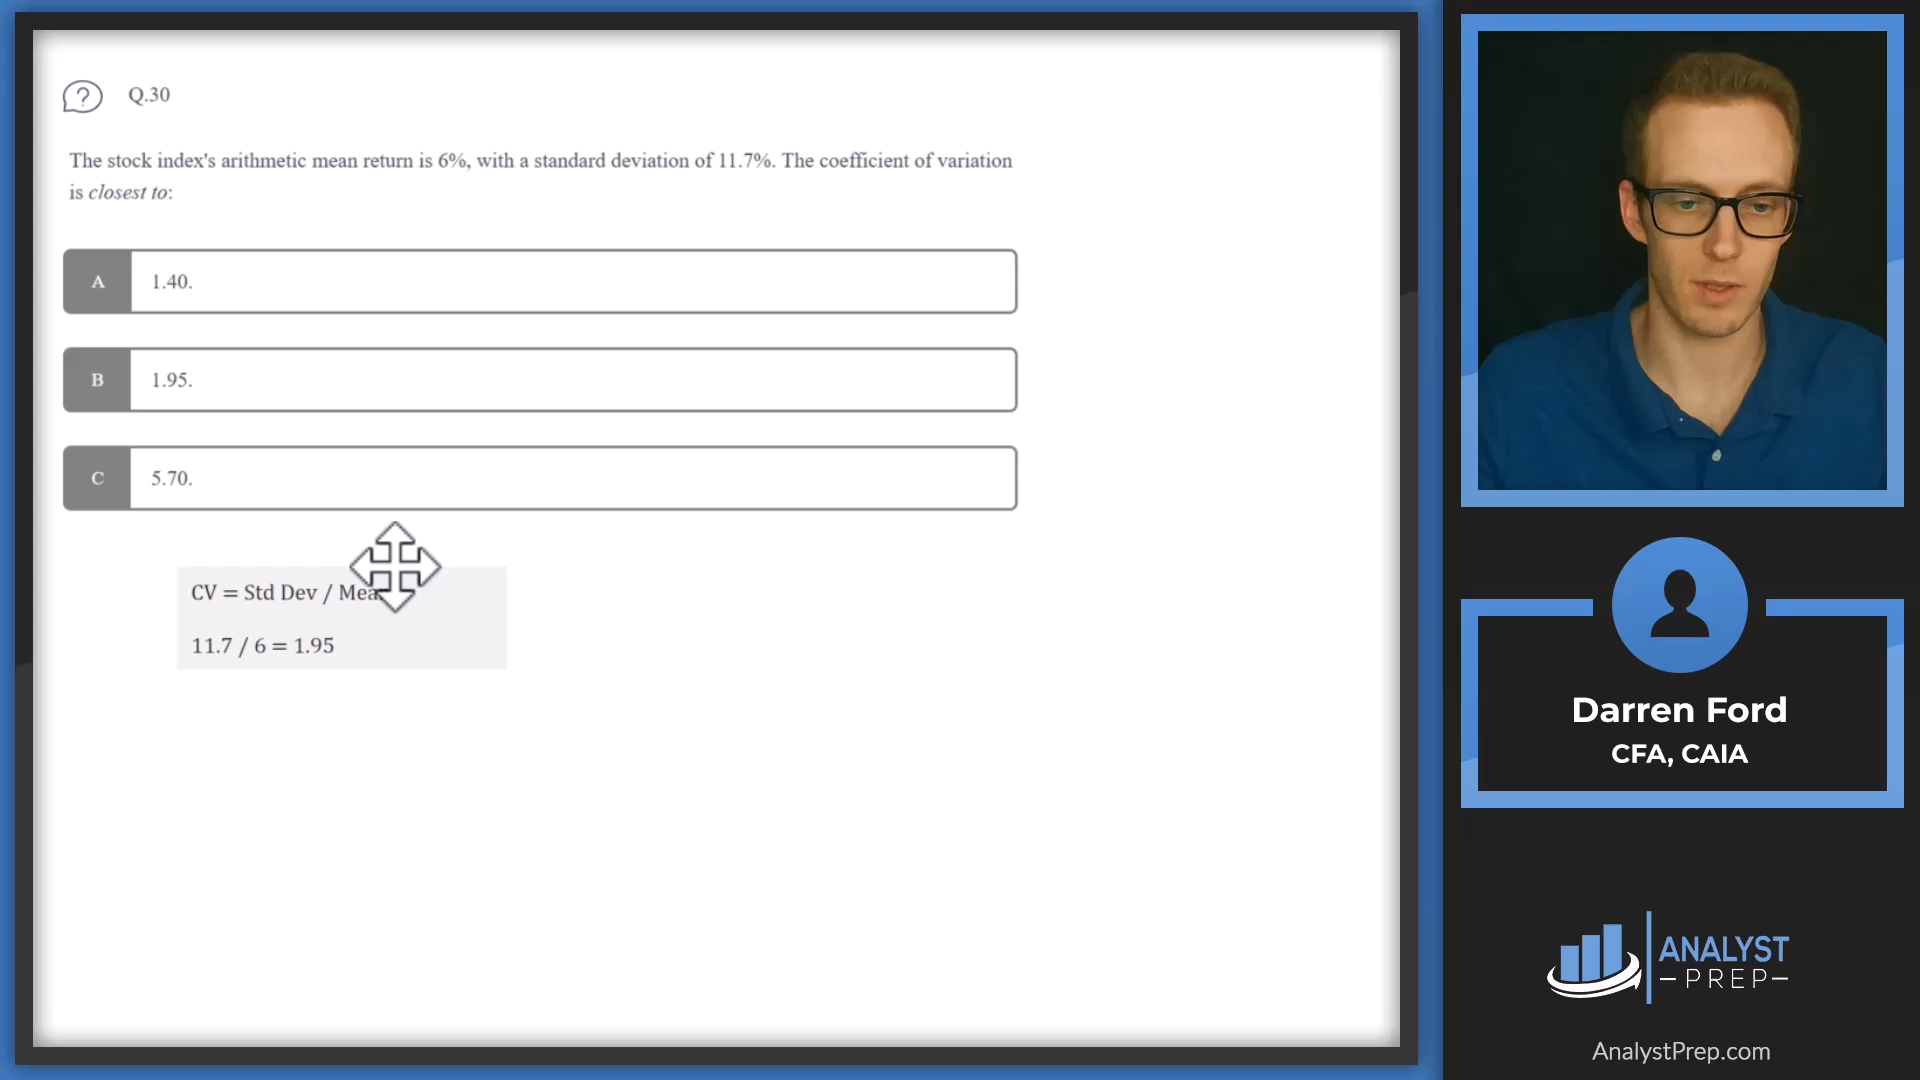 Q.30
The stock index's arithmetic mean return is 6%, with a standard deviation of 11.7%. The coefficient of variation
is closest to:
A
1.40.
B
1.95.
C
5.70.
CV = Std Dev /
11.7 / 6 = 1.95
Darren Ford
CFA, CAIA
ANALYST
PREP
AnalystPrep.com